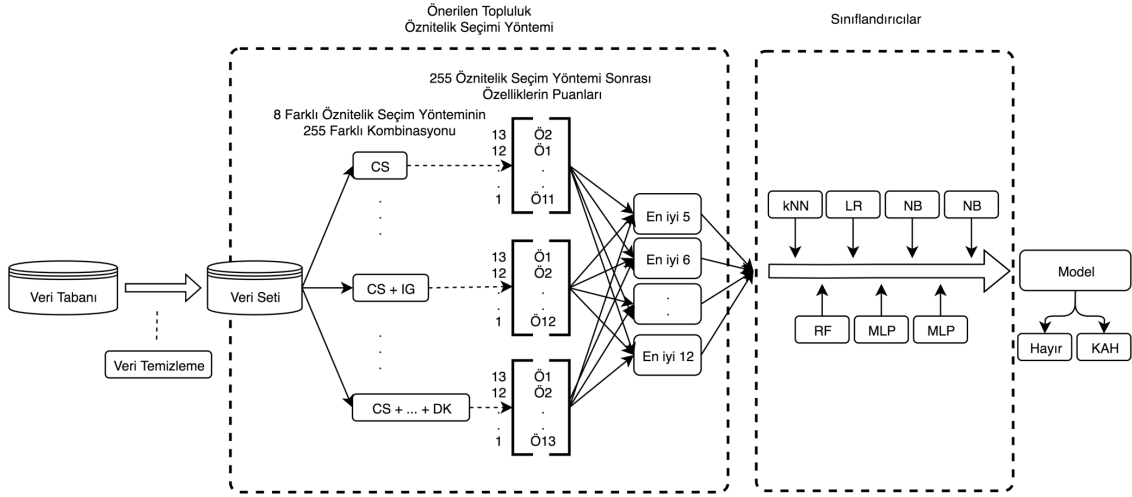 Önerilen Topluluk
Öznitelik Seçimi Yöntemi
Sınıflandırıcılar
255 Öznitelik Seçim Yöntemi Sonrası
Özelliklerin Puanları
8 Farklı Öznitelik Seçim Yönteminin
255 Farklı Kombinasyonu
Veri Tabanı
Veri Temizleme
Veri Seti
CS
.
.
.
CS + IG
.
.
.
CS + ... + DK
13 Ö2
12 Ö1
. .
. .
1 Ö11
13 Ö1
12 Ö2
. .
. .
1 Ö12
13 Ö1
12 Ö2
. .
. .
1 Ö13
En iyi 5
En iyi 6
.
.
En iyi 12
kNN
LR
NB
NB
RF
MLP
MLP
Model
Hayır
KAH